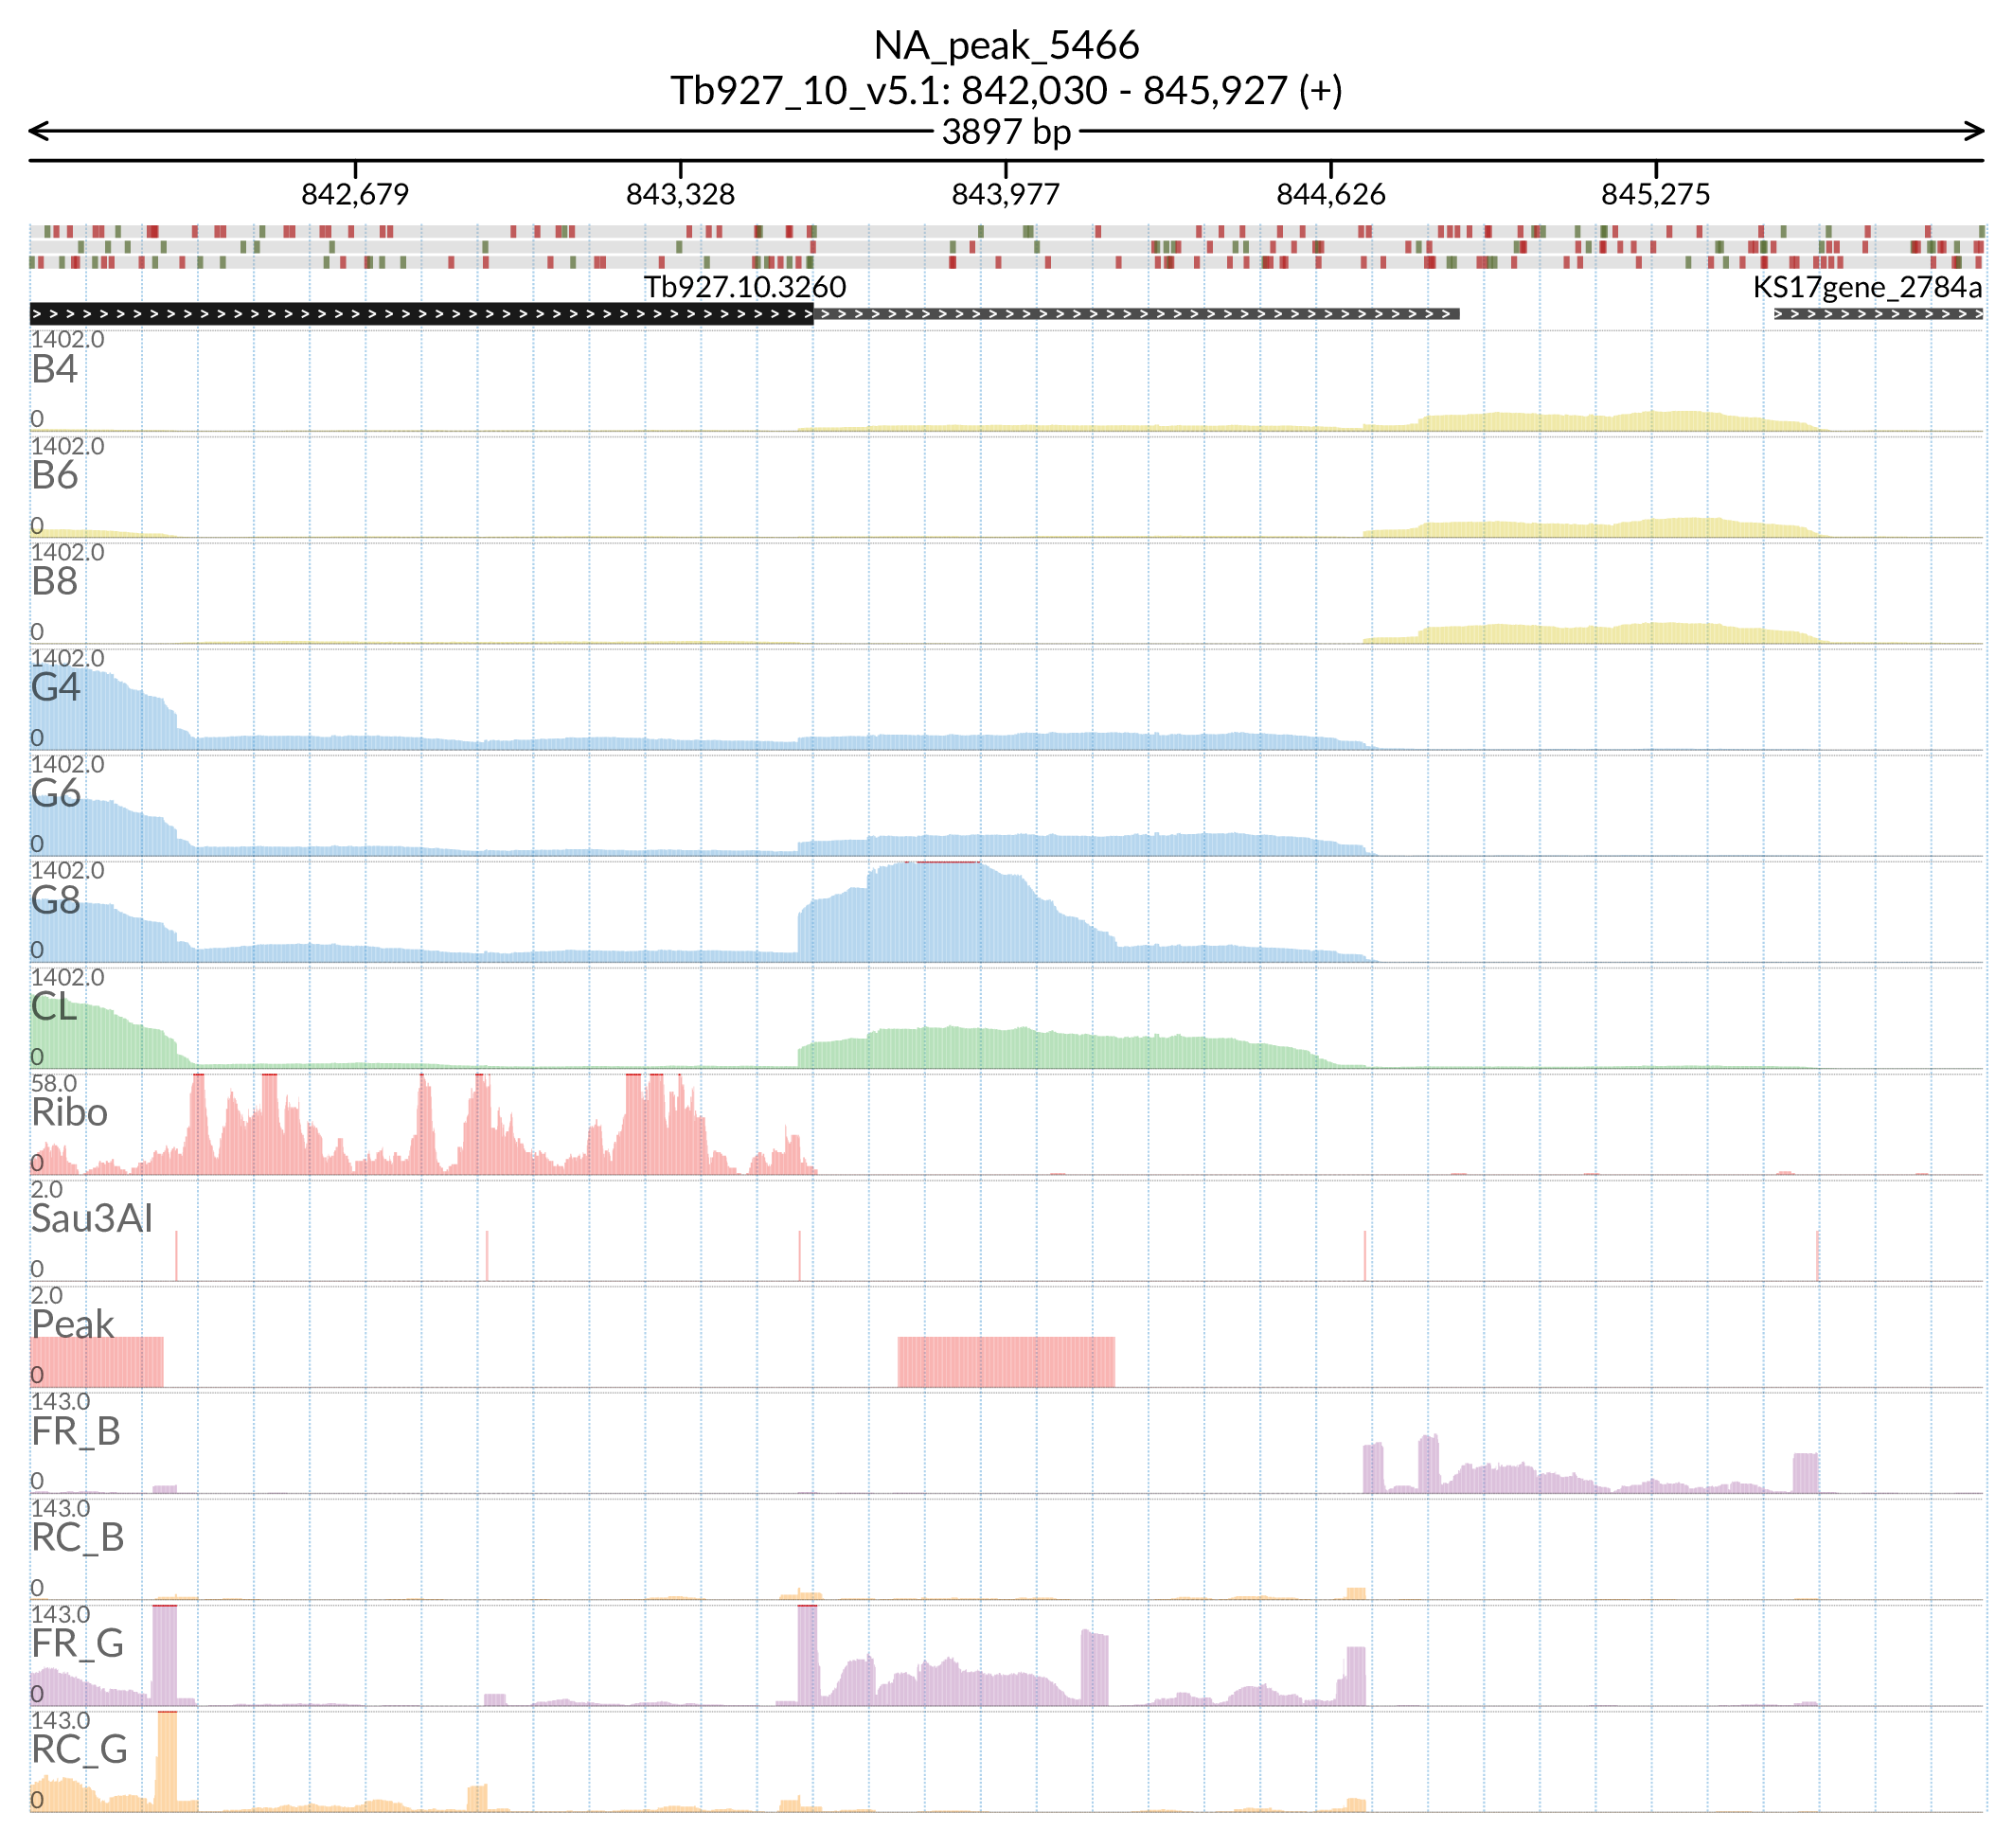 NA_peak_5466
Tb927_10_v5.1: 842,030 - 845,927 (+)
3897 bp
842,679 843,328 843,977 844,626 845,275
Tb927.10.3260 KS17gene_2784a
1402.0
B4
0
1402.0
B6
0
1402.0
B8
0
1402.0
G4
0
1402.0
G6
0
1402.0
G8
0
1402.0
CL
0
58.0
Ribo
0
2.0
Sau3AI
0
2.0
Peak
0
143.0
FR_B
0
143.0
RC_B
0
143.0
FR_G
0
143.0
RC_G
0